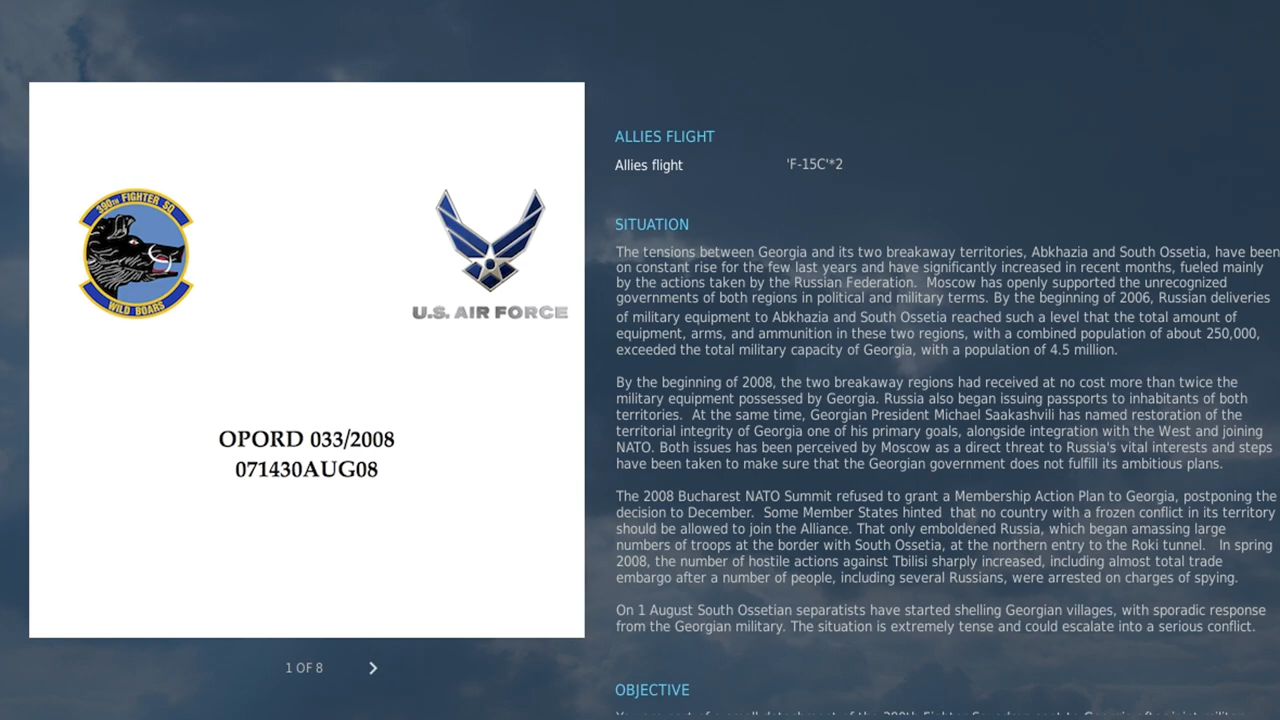 390TH FIGHTER SQ
WILD BOARS
U.S. AIR FORCE
OPORD 033/2008
071430AUG08
1 OF 8
ALLIES FLIGHT
Allies flight 'F-15C'*2
SITUATION
The tensions between Georgia and its two breakaway territories, Abkhazia and South Ossetia, have been
on constant rise for the few last years and have significantly increased in recent months, fueled mainly
by the actions taken by the Russian Federation.  Moscow has openly supported the unrecognized
governments of both regions in political and military terms. By the beginning of 2006, Russian deliveries
of military equipment to Abkhazia and South Ossetia reached such a level that the total amount of
equipment, arms, and ammunition in these two regions, with a combined population of about 250,000,
exceeded the total military capacity of Georgia, with a population of 4.5 million.
By the beginning of 2008, the two breakaway regions had received at no cost more than twice the
military equipment possessed by Georgia. Russia also began issuing passports to inhabitants of both
territories.  At the same time, Georgian President Michael Saakashvili has named restoration of the
territorial integrity of Georgia one of his primary goals, alongside integration with the West and joining
NATO. Both issues has been perceived by Moscow as a direct threat to Russia's vital interests and steps
have been taken to make sure that the Georgian government does not fulfill its ambitious plans.
The 2008 Bucharest NATO Summit refused to grant a Membership Action Plan to Georgia, postponing the
decision to December.  Some Member States hinted  that no country with a frozen conflict in its territory
should be allowed to join the Alliance. That only emboldened Russia, which began amassing large
numbers of troops at the border with South Ossetia, at the northern entry to the Roki tunnel.   In spring
2008, the number of hostile actions against Tbilisi sharply increased, including almost total trade
embargo after a number of people, including several Russians, were arrested on charges of spying.
On 1 August South Ossetian separatists have started shelling Georgian villages, with sporadic response
from the Georgian military. The situation is extremely tense and could escalate into a serious conflict.
OBJECTIVE